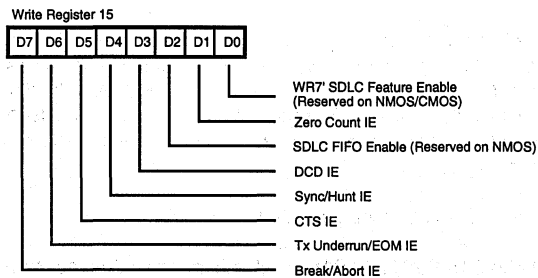 Write Register 15
D7 D6 D5 D4 D3 D2 D1 D0
WR7' SDLC Feature Enable
(Reserved on NMOS/CMOS)
Zero Count IE
SDLC FIFO Enable (Reserved on NMOS)
DCD IE
Sync/Hunt IE
CTS IE
Tx Underrun/EOM IE
Break/Abort IE